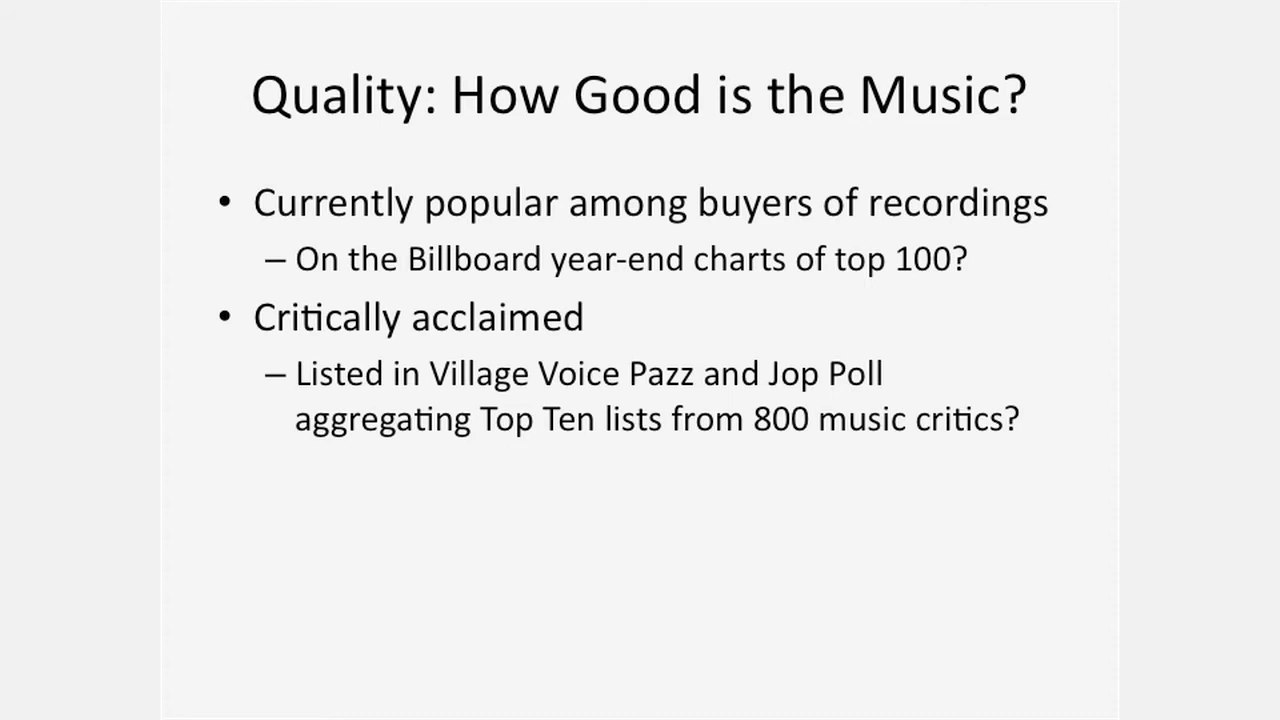 Quality: How Good is the Music?
• Currently popular among buyers of recordings
– On the Billboard year-end charts of top 100?
• Critically acclaimed
– Listed in Village Voice Pazz and Jop Poll
aggregating Top Ten lists from 800 music critics?